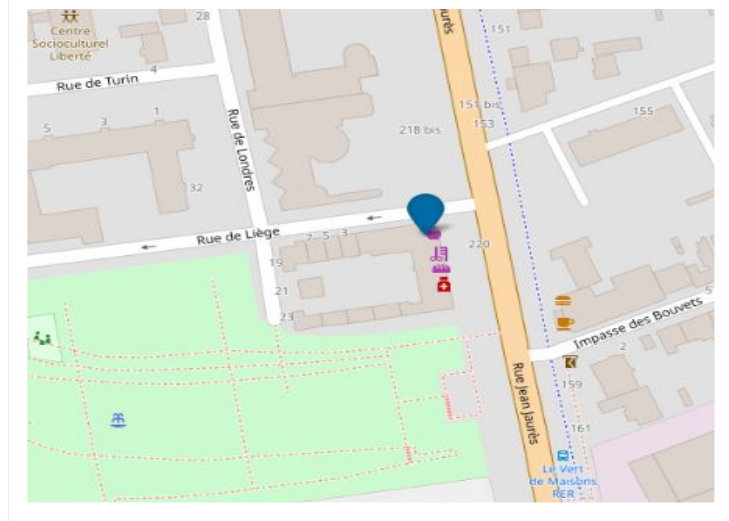 28
Centre
Socioculturel
Liberté
151
4
Rue de Turin
151 bis
5
3
1
153
155
218 bis
Rue de Londres
32
Rue de Liège
7
5
3
220
19
21
23
5
Impasse des Bouvets
2
Rue Jean Jaurès
159
161
Le Vert
de Maisons
RER